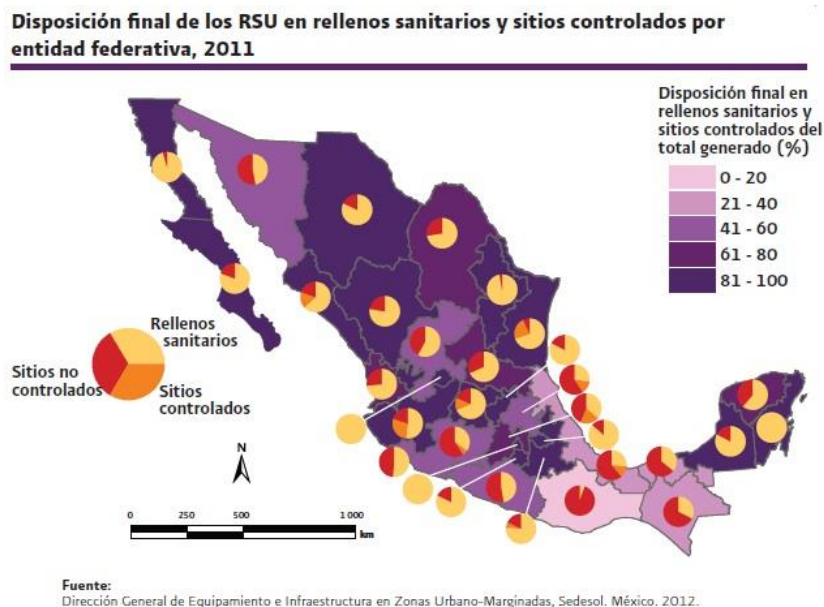 Disposición final de los RSU en rellenos sanitarios y sitios controlados por
entidad federativa, 2011
Disposición final en
rellenos sanitarios y
sitios controlados del
total generado (%)
0 - 20
21 - 40
41 - 60
61 - 80
81 - 100
Rellenos
sanitarios
Sitios no
controlados
Sitios
controlados
N
0 250 500 1 000
km
Fuente:
Dirección General de Equipamiento e Infraestructura en Zonas Urbano-Marginadas, Sedesol. México. 2012.